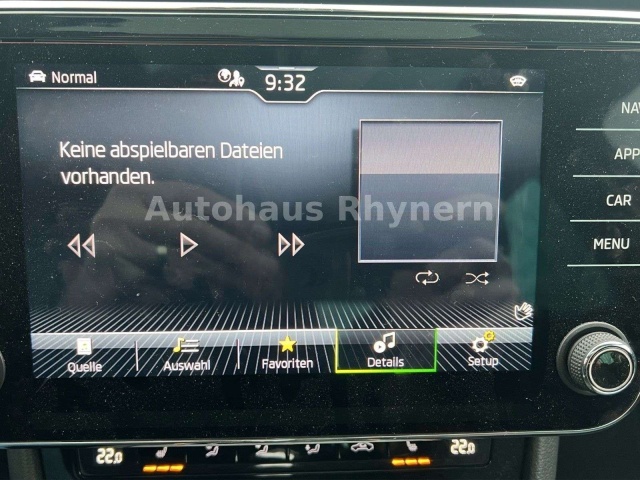 Normal
9:32
NAV
Keine abspielbaren Dateien
vorhanden.
APP
CAR
Autohaus Rhynern
MENU
Quelle
Auswahl
Favoriten
Details
Setup
22.0
22.0